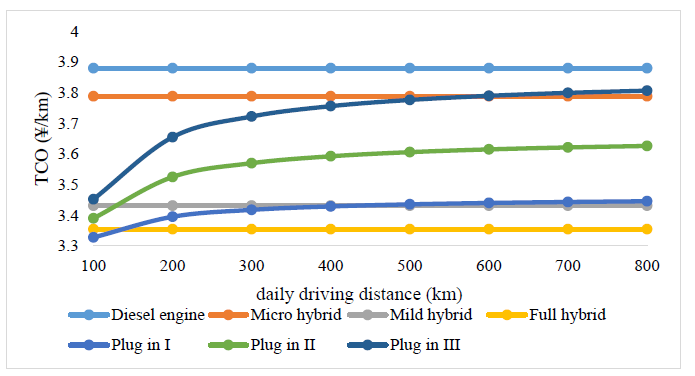 4
3.9
3.8
3.7
3.6
3.5
3.4
3.3
TCO (¥/km)
100 200 300 400 500 600 700 800
daily driving distance (km)
Diesel engine Micro hybrid Mild hybrid Full hybrid
Plug in I Plug in II Plug in III